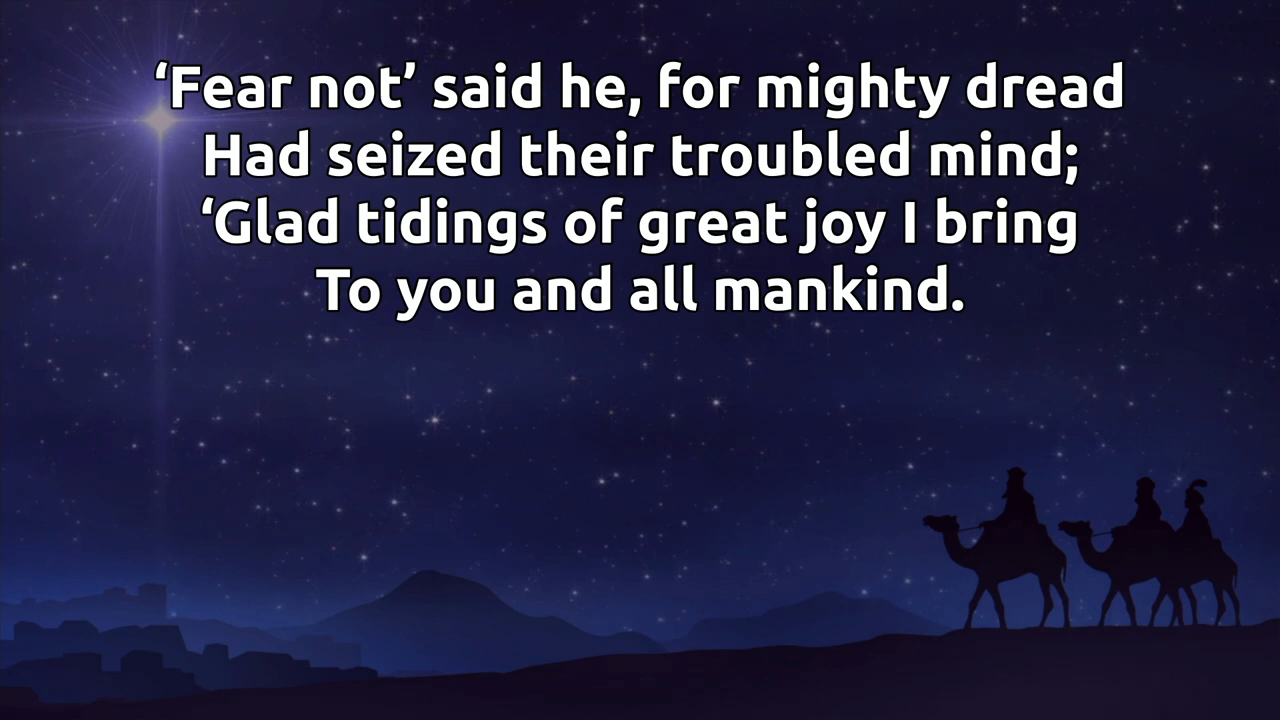 ‘Fear not’ said he, for mighty dread
Had seized their troubled mind;
‘Glad tidings of great joy I bring
To you and all mankind.